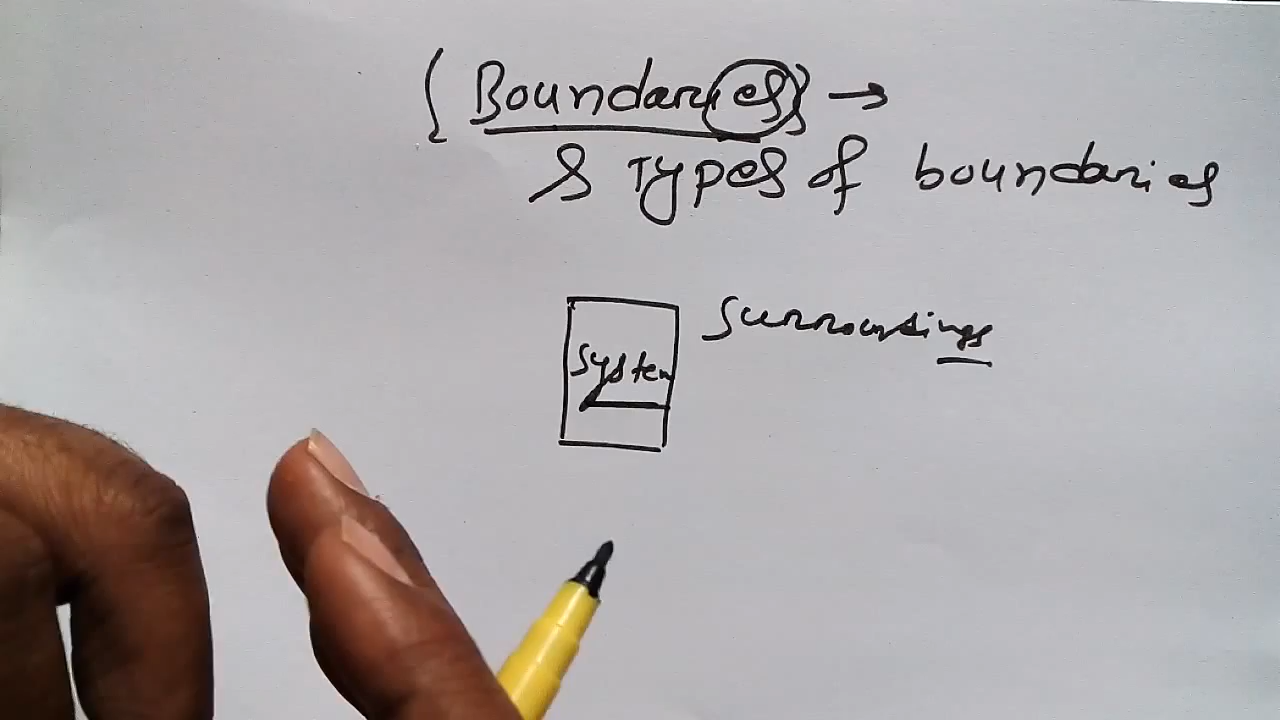 { Boundaries } →
& Types of boundaries
Surroundings
System